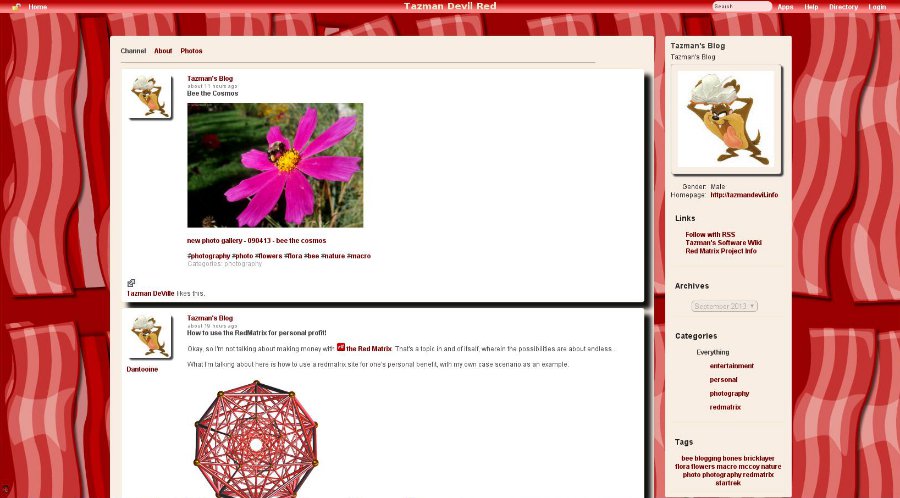 Home
Tazman Devil Red
Search
Apps Help Directory Login
Channel About Photos
Tazman's Blog
about 11 hours ago
Bee the Cosmos
new photo gallery - 090413 - bee the cosmos
#photography #photo #flowers #flora #bee #nature #macro
Categories: photography
Tazman DeVille likes this.
Tazman's Blog
about 19 hours ago
How to use the RedMatrix for personal profit!
Dantooine
Okay, so I'm not talking about making money with the Red Matrix. That's a topic in and of itself, wherein the possibilities are about endless.
What I'm talking about here is how to use a redmatrix site for one's personal benefit, with my own case scenario as an example.
Tazman's Blog
Tazman's Blog
Gender: Male
Homepage: http://tazmandevil.info
Links
Follow with RSS
Tazman's Software Wiki
Red Matrix Project Info
Archives
September 2013
Categories
Everything
entertainment
personal
photography
redmatrix
Tags
bee blogging bones bricklayer
flora flowers macro mccoy nature
photo photography redmatrix
startrek